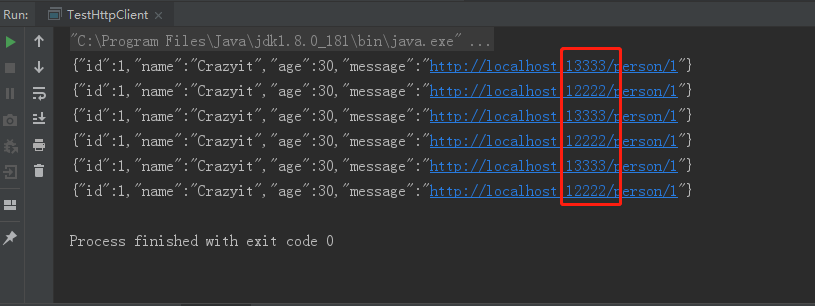 Run: TestHttpClient
"C:\Program Files\Java\jdk1.8.0_181\bin\java.exe" ...
{"id":1,"name":"Crazyit","age":30,"message":"http://localhost:13333/person/1"}
{"id":1,"name":"Crazyit","age":30,"message":"http://localhost:12222/person/1"}
{"id":1,"name":"Crazyit","age":30,"message":"http://localhost:13333/person/1"}
{"id":1,"name":"Crazyit","age":30,"message":"http://localhost:12222/person/1"}
{"id":1,"name":"Crazyit","age":30,"message":"http://localhost:13333/person/1"}
{"id":1,"name":"Crazyit","age":30,"message":"http://localhost:12222/person/1"}
Process finished with exit code 0